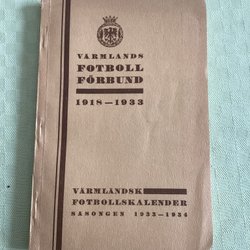 VÄRMLANDS
FOTBOLL
FÖRBUND
1918—1933
VÄRMLÄNDSK
FOTBOLLSKALENDER
SÄSONGEN 1933—1934